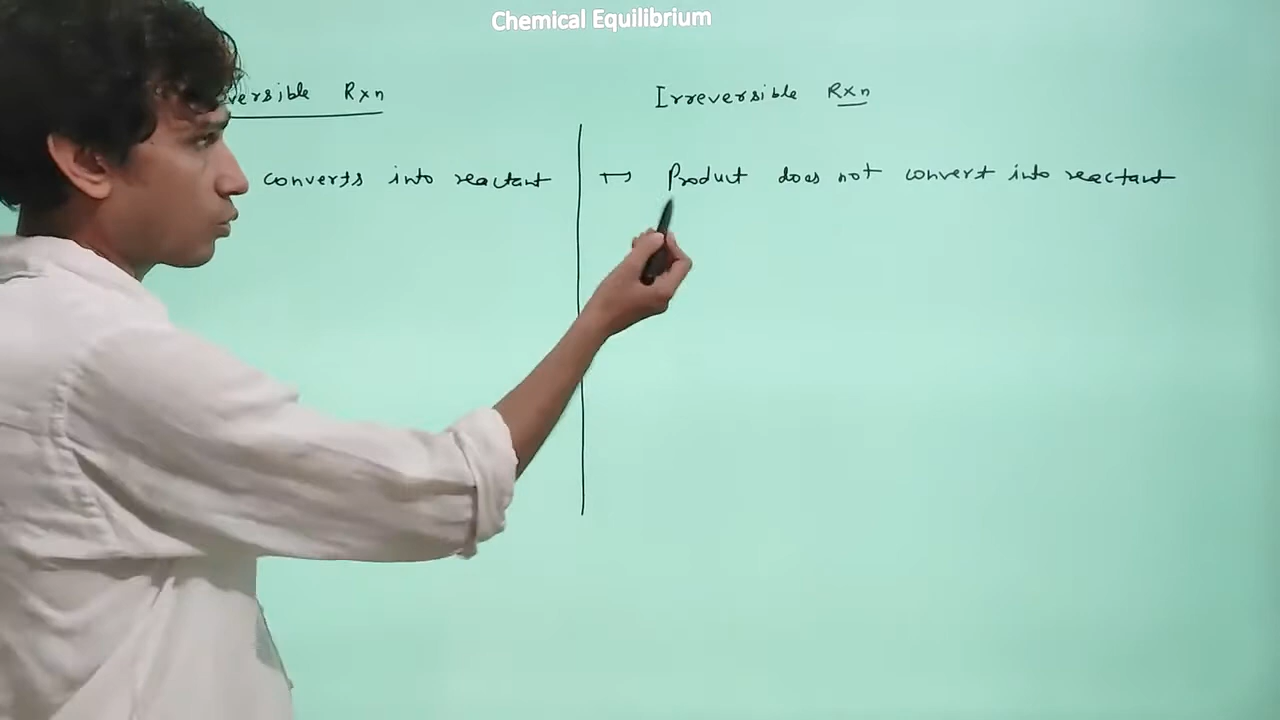 Chemical Equilibrium
versible Rxn
Irreversible Rxn
converts into reactant
↦ Product does not convert into reactant